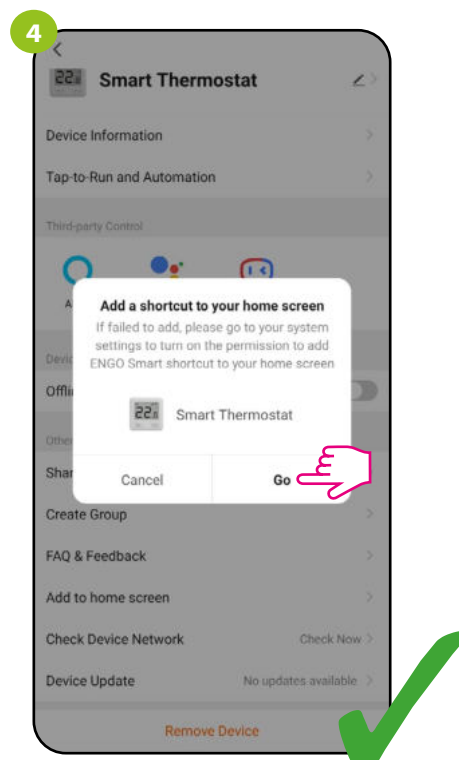 4
22
Smart Thermostat
Device Information
Tap-to-Run and Automation
Third-party Control
Add a shortcut to your home screen
If failed to add, please go to your system
settings to turn on the permission to add
ENGO Smart shortcut to your home screen
22
Smart Thermostat
Cancel
Go
Create Group
FAQ & Feedback
Add to home screen
Check Device Network
Check Now
Device Update
No updates available
Remove Device